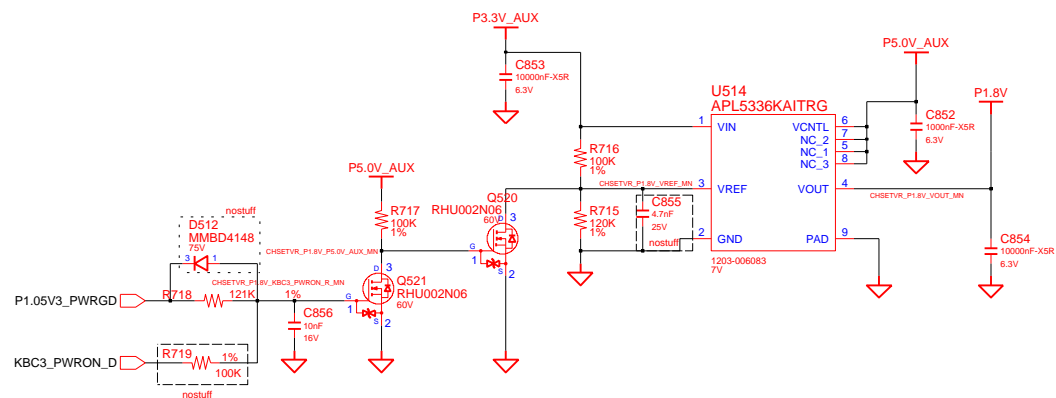 P3.3V_AUX
C853
10000nF-X5R
6.3V
P5.0V_AUX
P1.8V
U514
APL5336KAITRG
C852
1000nF-X5R
6.3V
1 VIN VCNTL 6
NC_2 7
NC_1 5
NC_3 8
R716
100K
1%
P5.0V_AUX
CHSETVR_P1.8V_VREF_MN
3 VREF VOUT 4
CHSETVR_P1.8V_VOUT_MN
Q520
RHU002N06
60V
D 3
G
1
S
2
R717
100K
1%
R715
120K
1%
C855
4.7nF
25V
nostuff
2 GND PAD 9
1203-006083
7V
C854
10000nF-X5R
6.3V
nostuff
D512
MMBD4148
75V
3 1
CHSETVR_P1.8V_P5.0V_AUX_MN
CHSETVR_P1.8V_KBC3_PWRON_R_MN
D 3
Q521
RHU002N06
60V
G
1
S
2
P1.05V3_PWRGD
R718 121K 1%
C856
10nF
16V
KBC3_PWRON_D
R719 1%
100K
nostuff